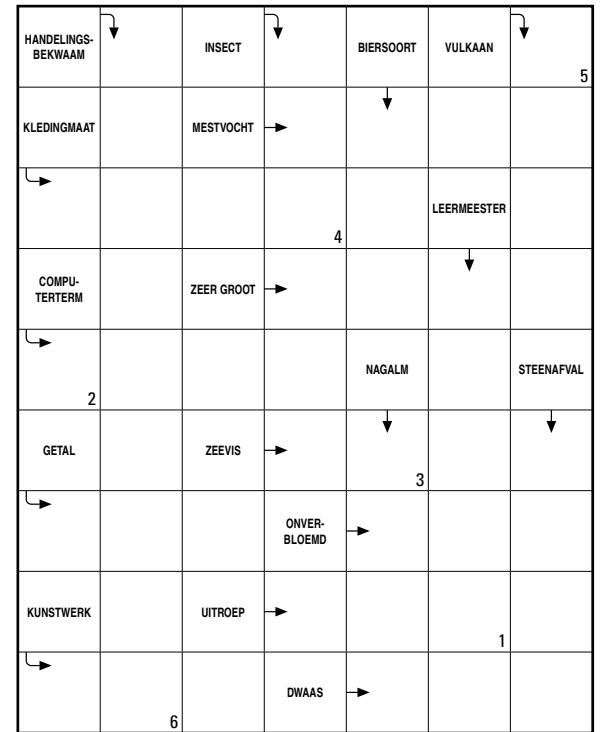 HANDELINGS-
BEKWAAM
INSECT
BIERSOORT
VULKAAN
5
KLEDINGMAAT
MESTVOCHT
4
LEERMEESTER
COMPU-
TERTERM
ZEER GROOT
2
NAGALM
STEENAFVAL
GETAL
ZEEVIS
3
ONVER-
BLOEMD
KUNSTWERK
UITROEP
1
6
DWAAS